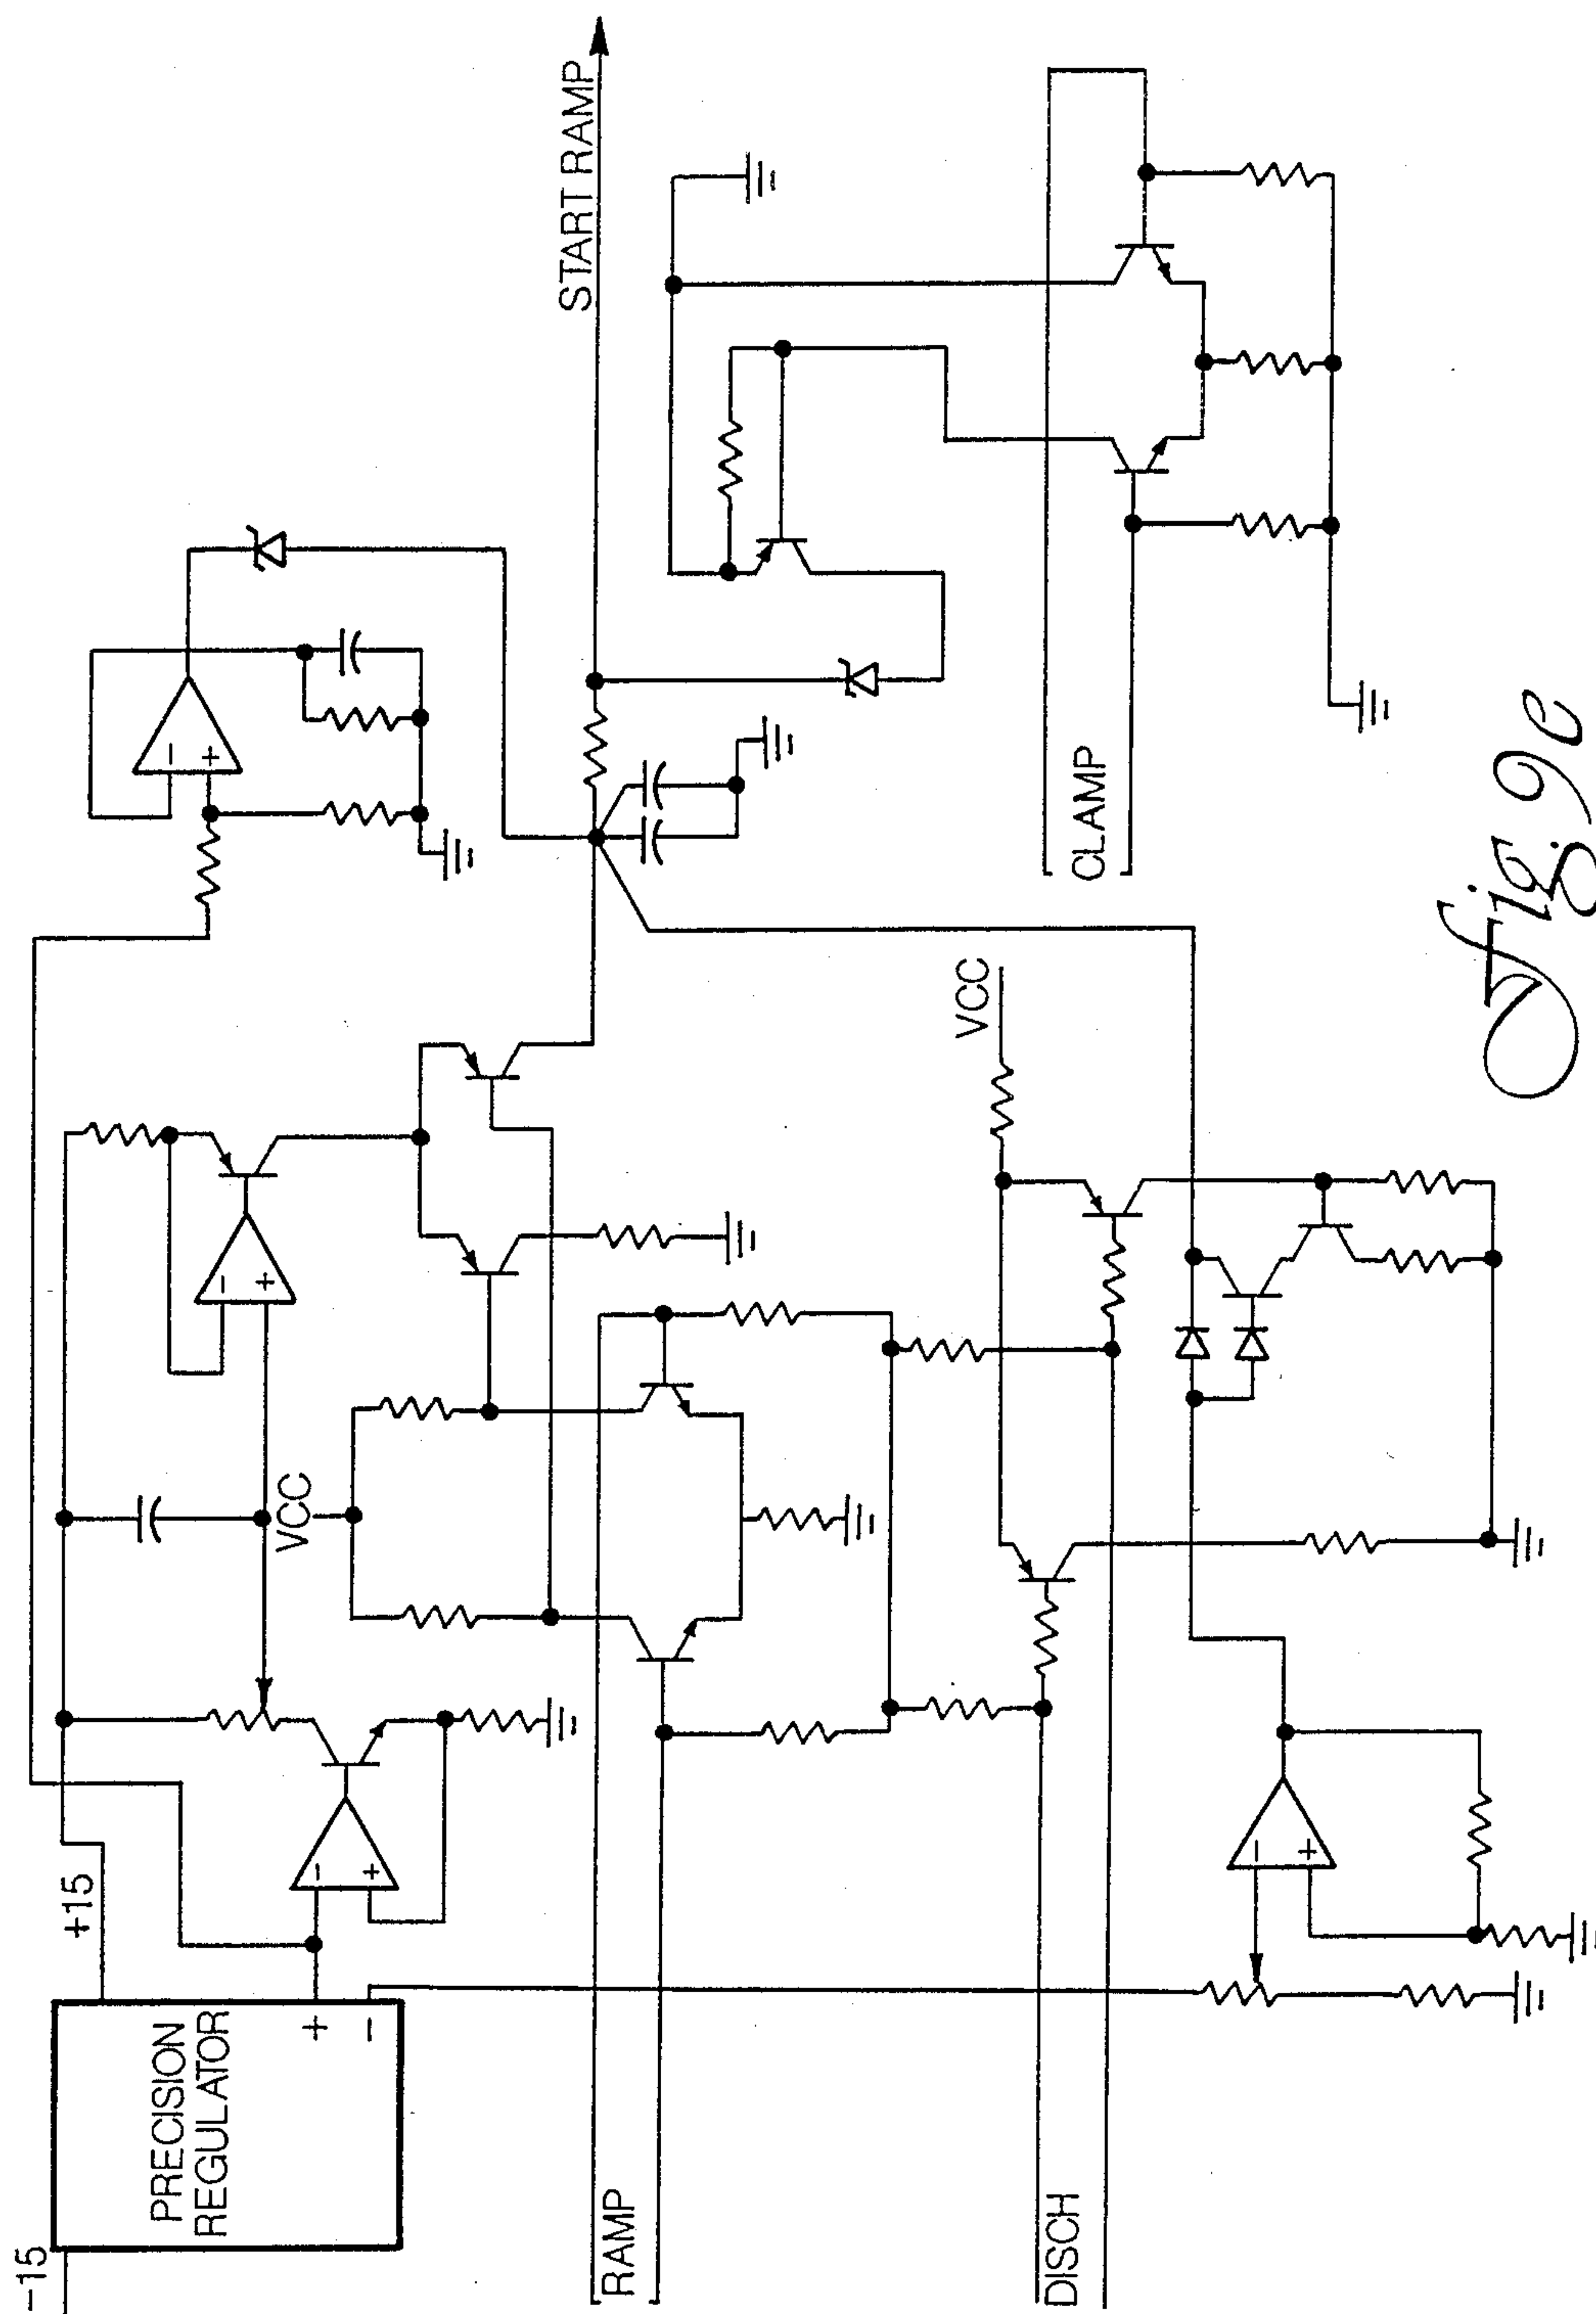 -15
PRECISION
REGULATOR
+15
+
-
-
+
-
+
-
+
VCC
START RAMP
RAMP
VCC
DISCH
-
+
CLAMP
Fig. 9e